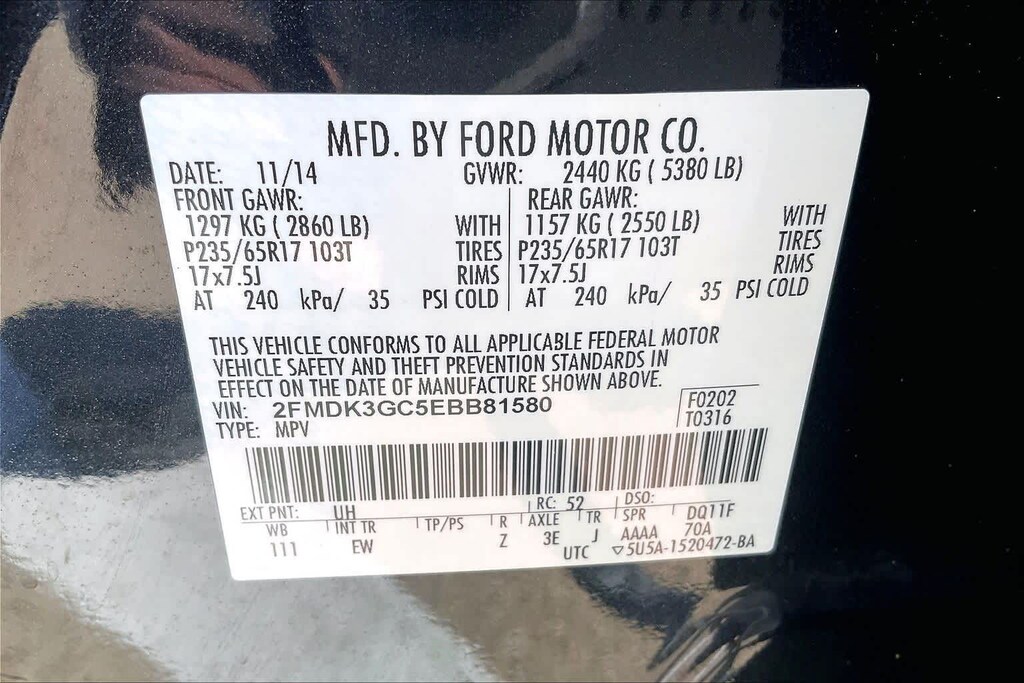 MFD. BY FORD MOTOR CO.
DATE: 11/14 GVWR: 2440 KG ( 5380 LB)
FRONT GAWR: REAR GAWR:
1297 KG ( 2860 LB) WITH 1157 KG ( 2550 LB) WITH
P235/65R17 103T TIRES P235/65R17 103T TIRES
17x7.5J RIMS 17x7.5J RIMS
AT 240 kPa/ 35 PSI COLD AT 240 kPa/ 35 PSI COLD
THIS VEHICLE CONFORMS TO ALL APPLICABLE FEDERAL MOTOR
VEHICLE SAFETY AND THEFT PREVENTION STANDARDS IN
EFFECT ON THE DATE OF MANUFACTURE SHOWN ABOVE.
VIN: 2FMDK3GC5EBB81580 F0202
TYPE: MPV T0316
EXT PNT: UH RC: 52 DSO:
WB INT TR TP/PS R AXLE TR SPR DQ11F
111 EW Z 3E J AAAA 70A
UTC ▽5U5A-1520472-BA